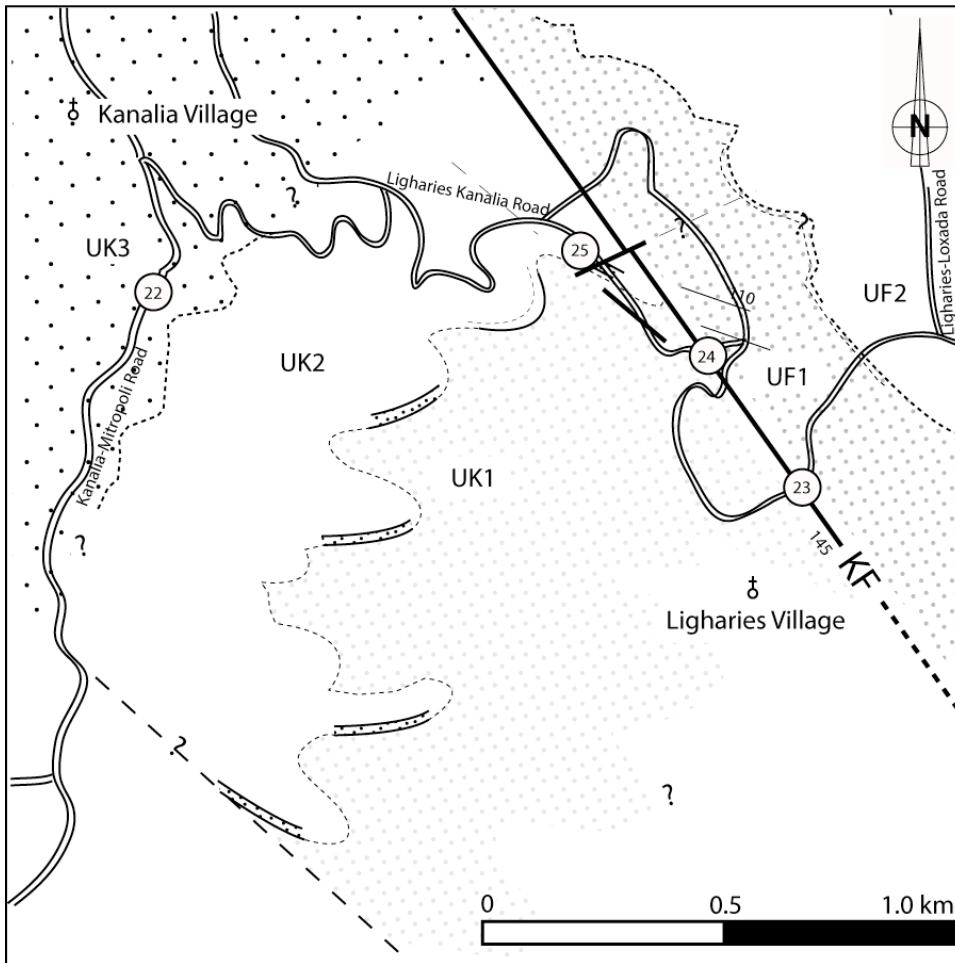 N
Kanalia Village
Ligharies Kanalia Road
?
?
Ligharies-Loxada Road
?
UK3
25
22
110
UF2
UK2
24
UF1
Kanalia-Mitropoli Road
UK1
23
?
145
KF
Ligharies Village
?
?
0 0.5 1.0 km